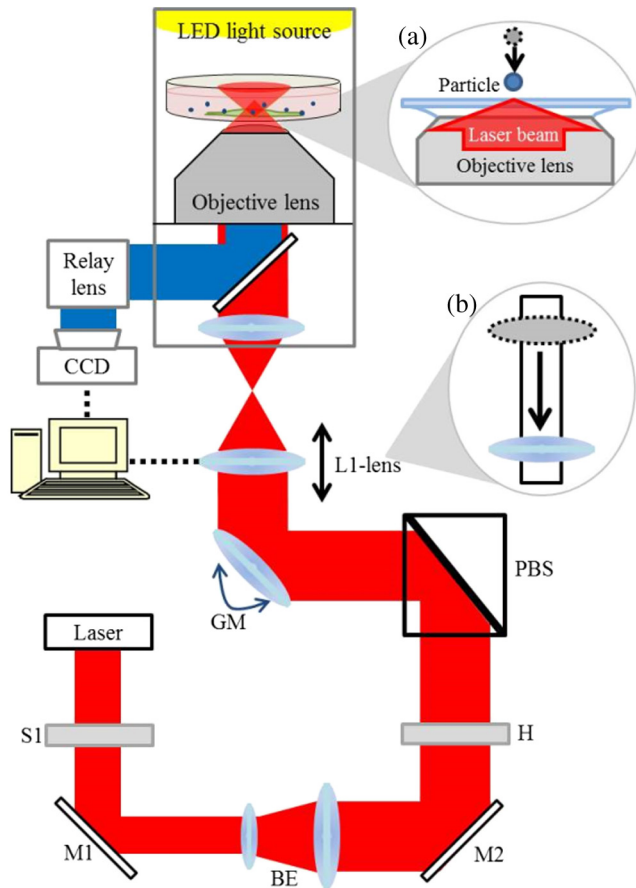 LED light source
(a)
Particle
Laser beam
Objective lens
Objective lens
Relay
lens
CCD
(b)
L1-lens
PBS
GM
Laser
S1
H
M1
BE
M2